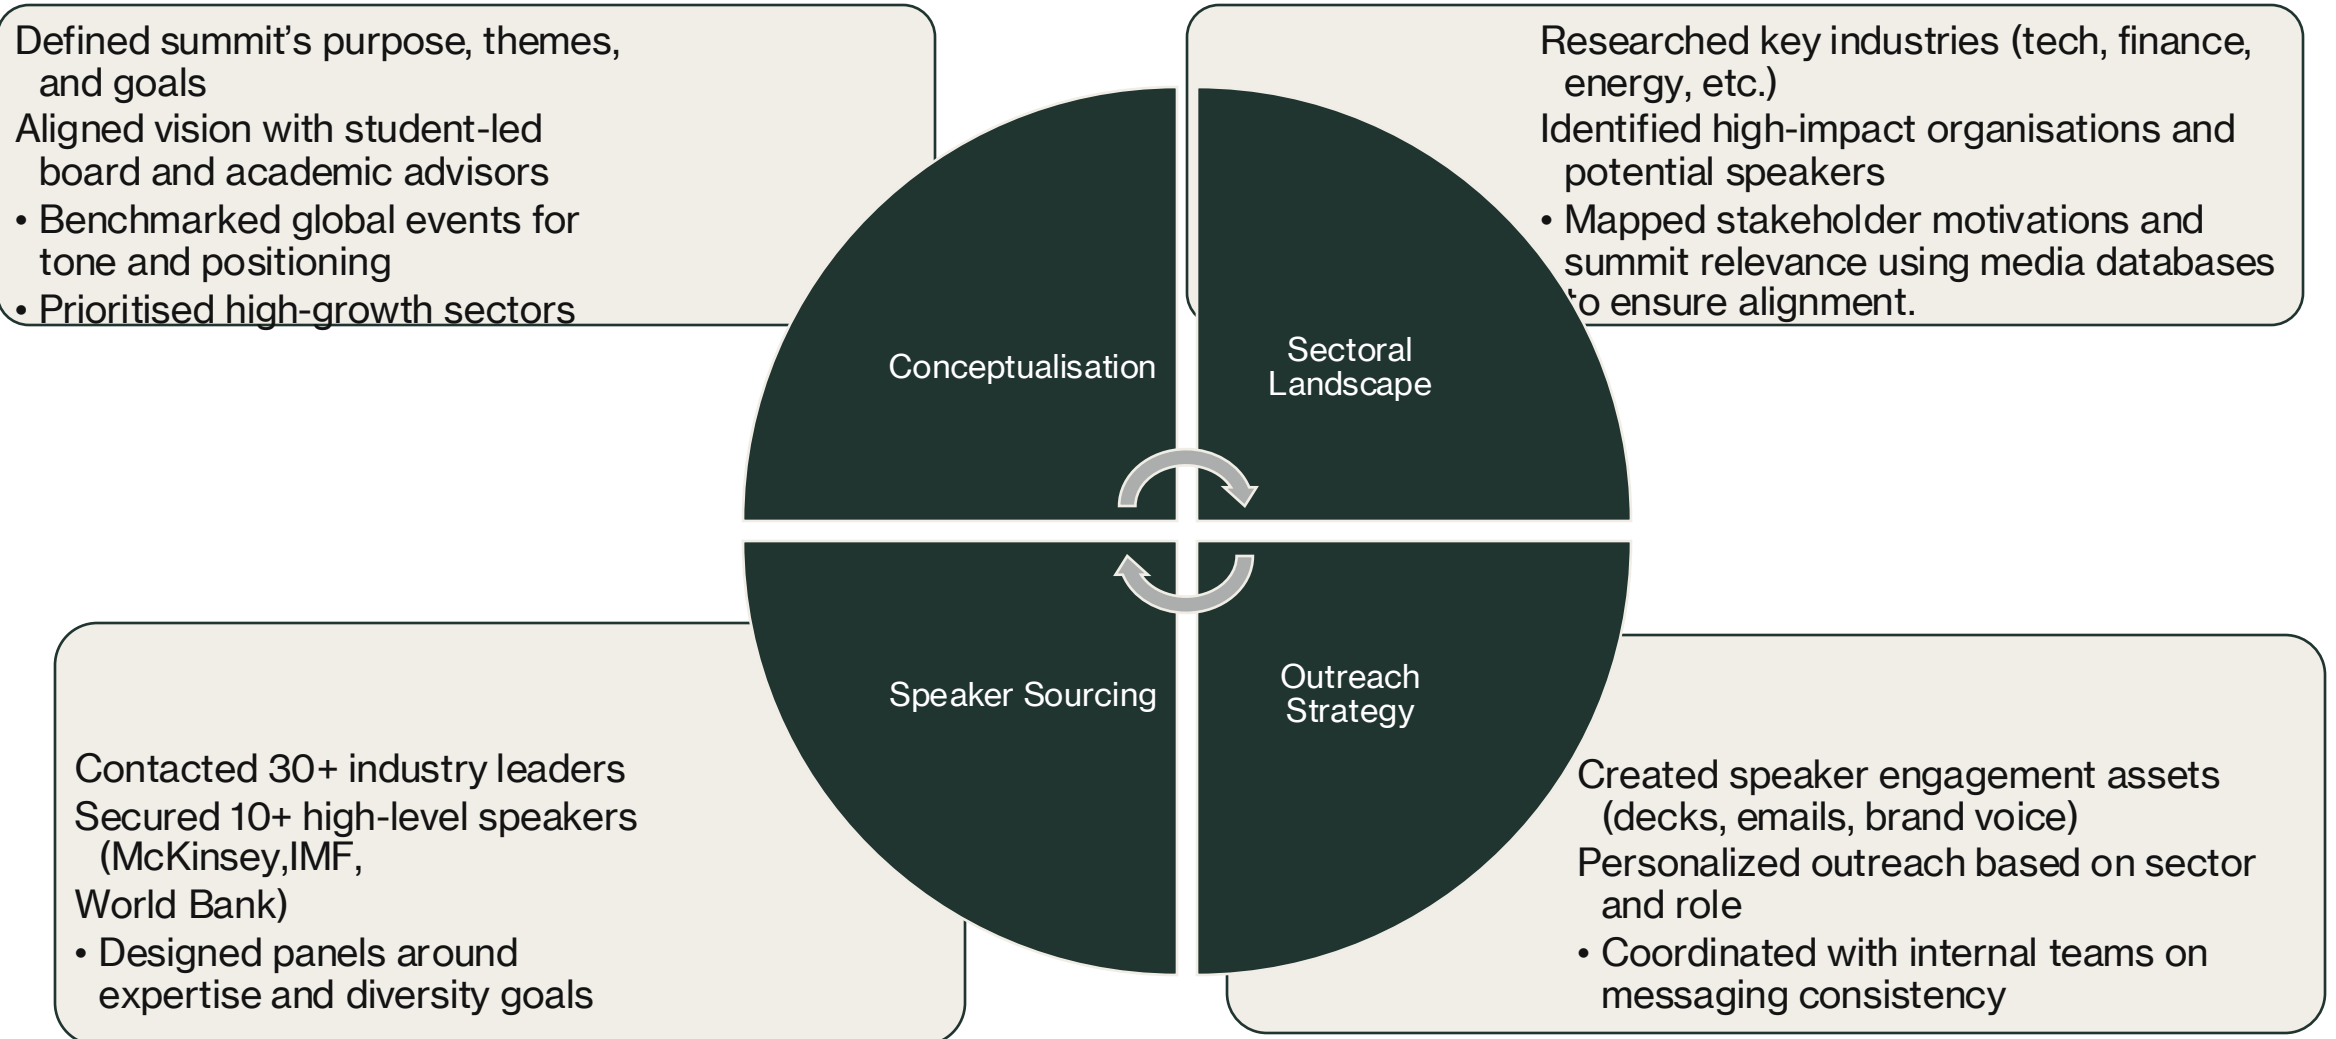 Defined summit’s purpose, themes,
and goals
Aligned vision with student-led
board and academic advisors
• Benchmarked global events for
tone and positioning
• Prioritised high-growth sectors
Researched key industries (tech, finance,
energy, etc.)
Identified high-impact organisations and
potential speakers
• Mapped stakeholder motivations and
summit relevance using media databases
to ensure alignment.
Conceptualisation
Sectoral
Landscape
Speaker Sourcing
Outreach
Strategy
Contacted 30+ industry leaders
Secured 10+ high-level speakers
(McKinsey,IMF,
World Bank)
• Designed panels around
expertise and diversity goals
Created speaker engagement assets
(decks, emails, brand voice)
Personalized outreach based on sector
and role
• Coordinated with internal teams on
messaging consistency